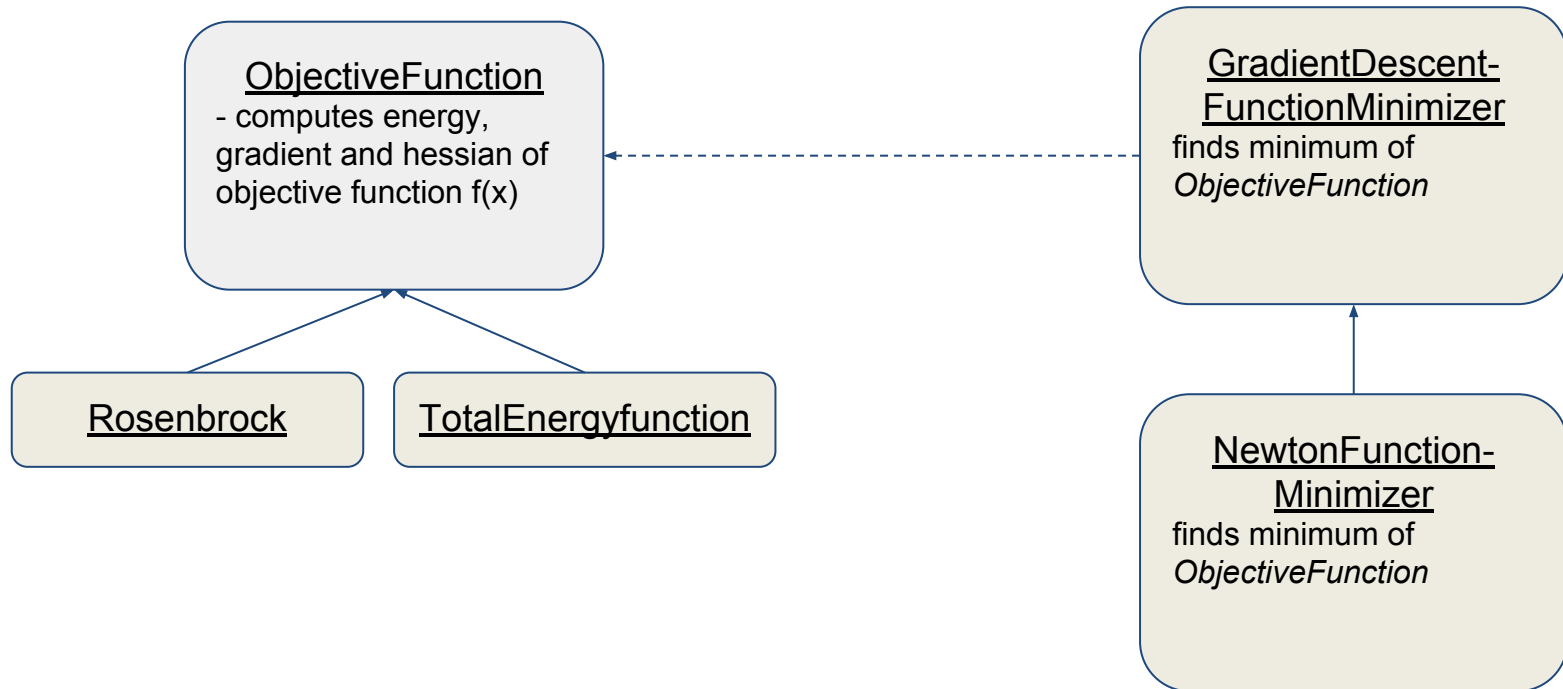 ObjectiveFunction
- computes energy,
gradient and hessian of
objective function f(x)
GradientDescent-
FunctionMinimizer
finds minimum of
ObjectiveFunction
Rosenbrock
TotalEnergyfunction
NewtonFunction-
Minimizer
finds minimum of
ObjectiveFunction